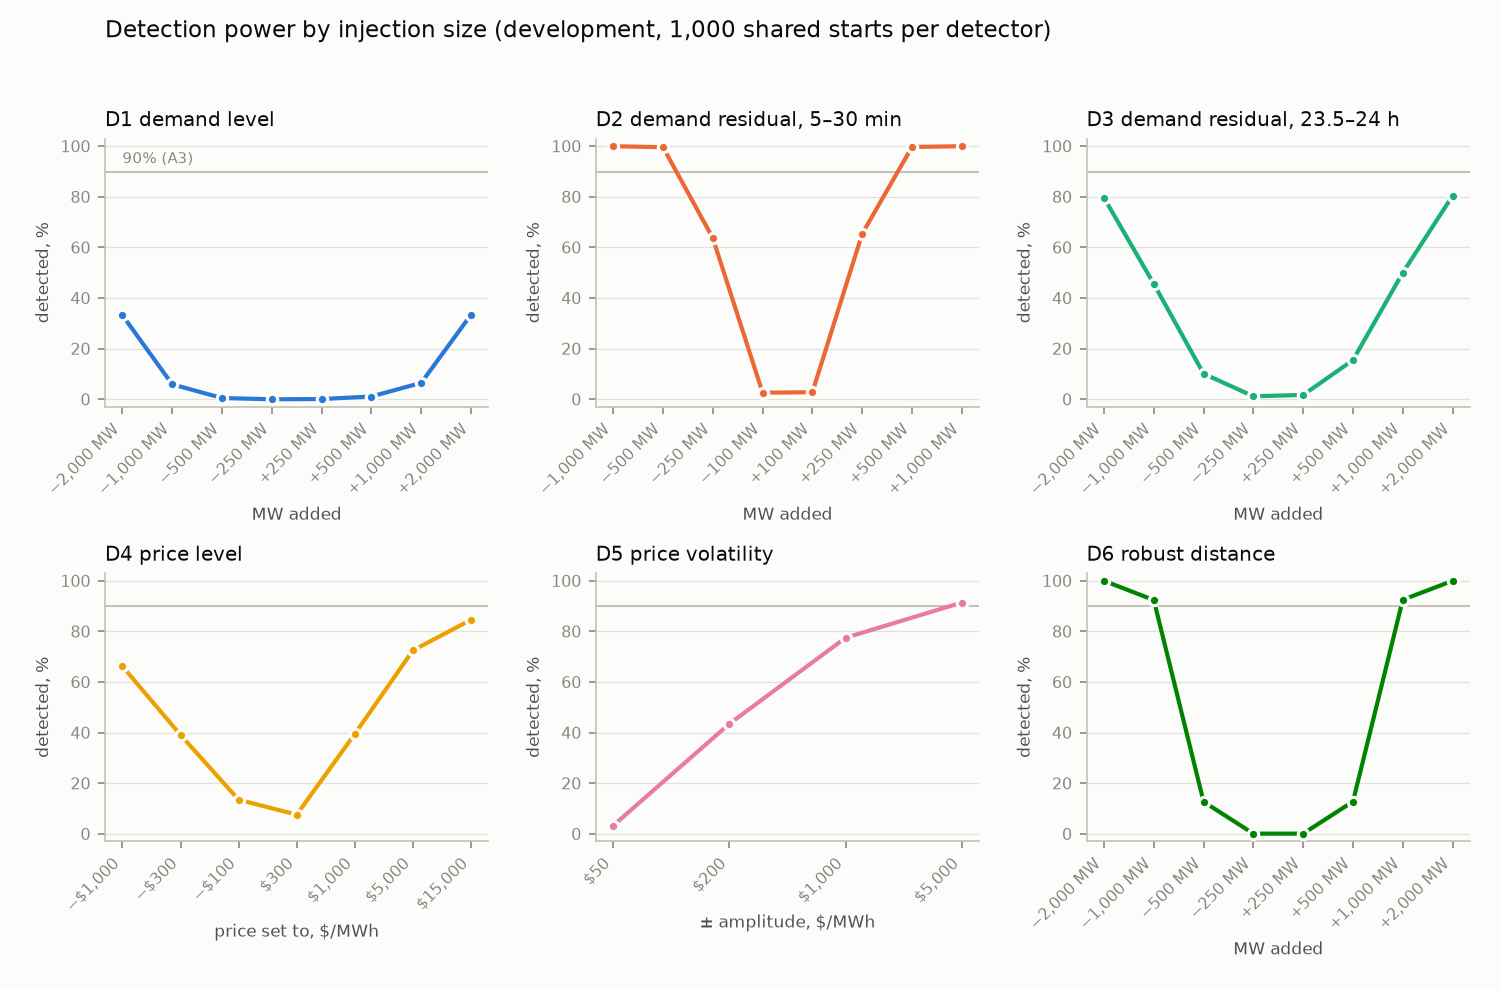 Detection power by injection size (development, 1,000 shared starts per detector)
D1 demand level
100
80
60
40
20
0
90% (A3)
detected, %
−2,000 MW
−1,000 MW
−500 MW
−250 MW
+250 MW
+500 MW
+1,000 MW
+2,000 MW
MW added
D2 demand residual, 5–30 min
100
80
60
40
20
0
detected, %
−1,000 MW
−500 MW
−250 MW
−100 MW
+100 MW
+250 MW
+500 MW
+1,000 MW
MW added
D3 demand residual, 23.5–24 h
100
80
60
40
20
0
detected, %
−2,000 MW
−1,000 MW
−500 MW
−250 MW
+250 MW
+500 MW
+1,000 MW
+2,000 MW
MW added
D4 price level
100
80
60
40
20
0
detected, %
−$1,000
−$300
−$100
$300
$1,000
$5,000
$15,000
price set to, $/MWh
D5 price volatility
100
80
60
40
20
0
detected, %
$50
$200
$1,000
$5,000
± amplitude, $/MWh
D6 robust distance
100
80
60
40
20
0
detected, %
−2,000 MW
−1,000 MW
−500 MW
−250 MW
+250 MW
+500 MW
+1,000 MW
+2,000 MW
MW added